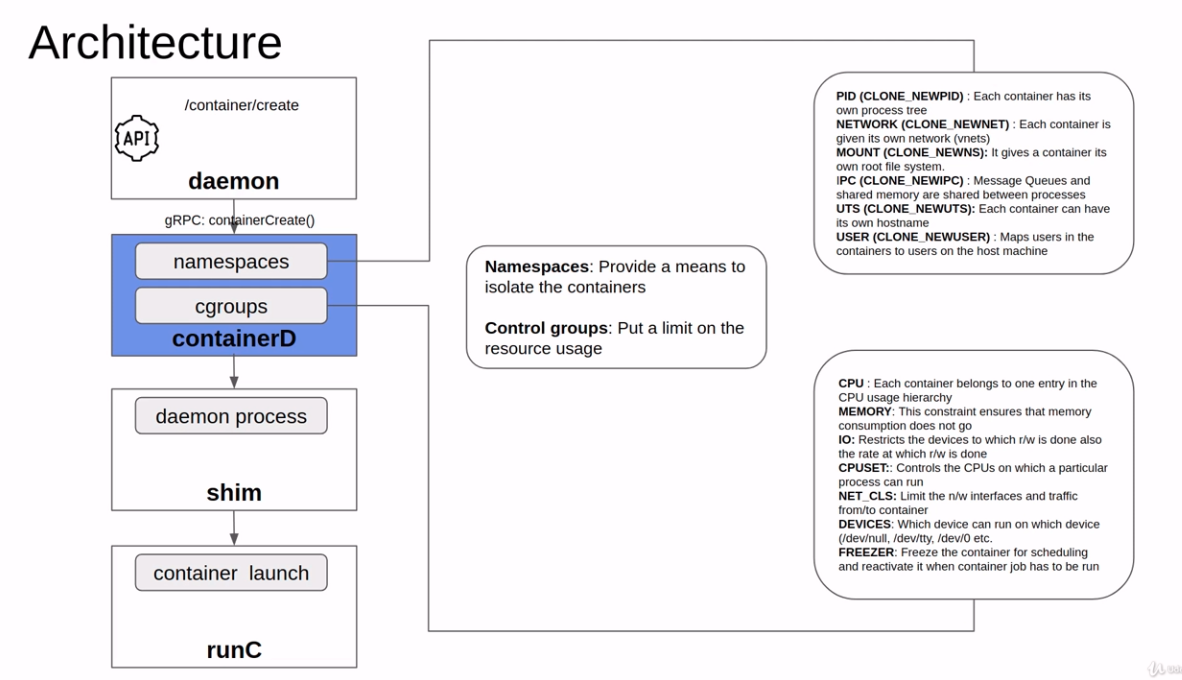 Architecture
/container/create
API
daemon
gRPC: containerCreate()
namespaces
cgroups
containerD
daemon process
shim
container launch
runC
Namespaces: Provide a means to
isolate the containers
Control groups: Put a limit on the
resource usage
PID (CLONE_NEWPID) : Each container has its
own process tree
NETWORK (CLONE_NEWNET) : Each container is
given its own network (vnets)
MOUNT (CLONE_NEWNS): It gives a container its
own root file system.
IPC (CLONE_NEWIPC) : Message Queues and
shared memory are shared between processes
UTS (CLONE_NEWUTS): Each container can have
its own hostname
USER (CLONE_NEWUSER) : Maps users in the
containers to users on the host machine
CPU : Each container belongs to one entry in the
CPU usage hierarchy
MEMORY: This constraint ensures that memory
consumption does not go
IO: Restricts the devices to which r/w is done also
the rate at which r/w is done
CPUSET:: Controls the CPUs on which a particular
process can run
NET_CLS: Limit the n/w interfaces and traffic
from/to container
DEVICES: Which device can run on which device
(/dev/null, /dev/tty, /dev/0 etc.
FREEZER: Freeze the container for scheduling
and reactivate it when container job has to be run